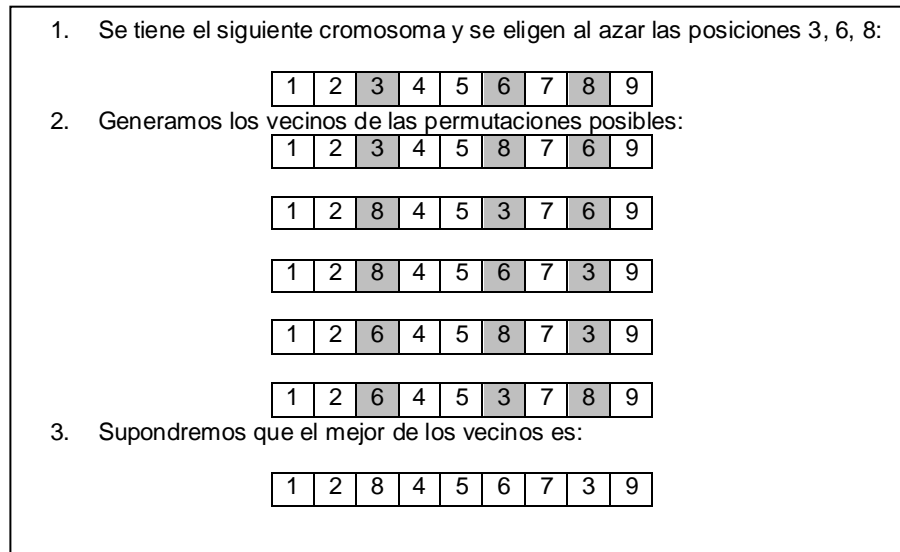 1. Se tiene el siguiente cromosoma y se eligen al azar las posiciones 3, 6, 8:
1 2 3 4 5 6 7 8 9
2. Generamos los vecinos de las permutaciones posibles:
1 2 3 4 5 8 7 6 9
1 2 8 4 5 3 7 6 9
1 2 8 4 5 6 7 3 9
1 2 6 4 5 8 7 3 9
1 2 6 4 5 3 7 8 9
3. Supondremos que el mejor de los vecinos es:
1 2 8 4 5 6 7 3 9